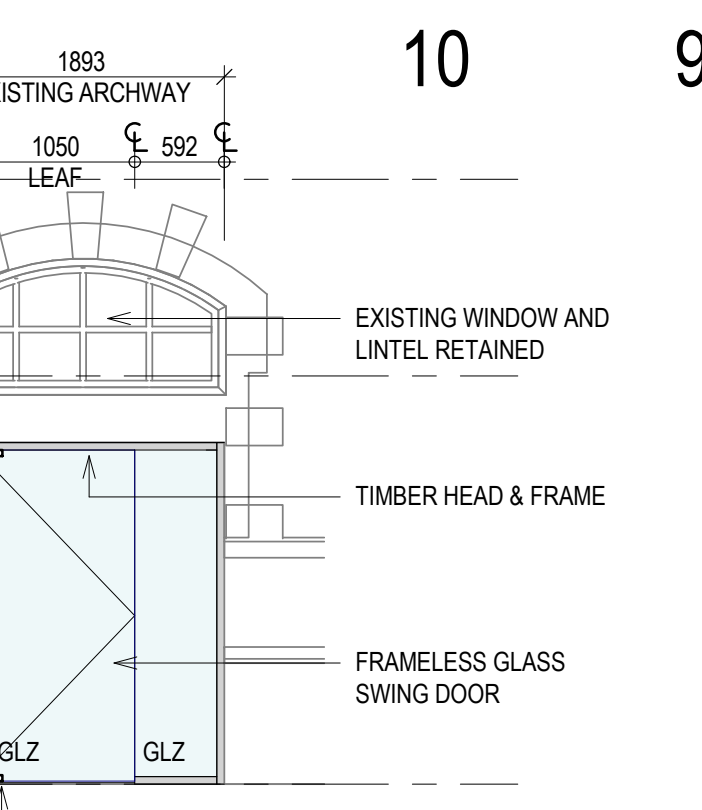 10
9
1893
EXISTING ARCHWAY
1050
℄
592
℄
LEAF
EXISTING WINDOW AND
LINTEL RETAINED
TIMBER HEAD & FRAME
FRAMELESS GLASS
SWING DOOR
GLZ
GLZ